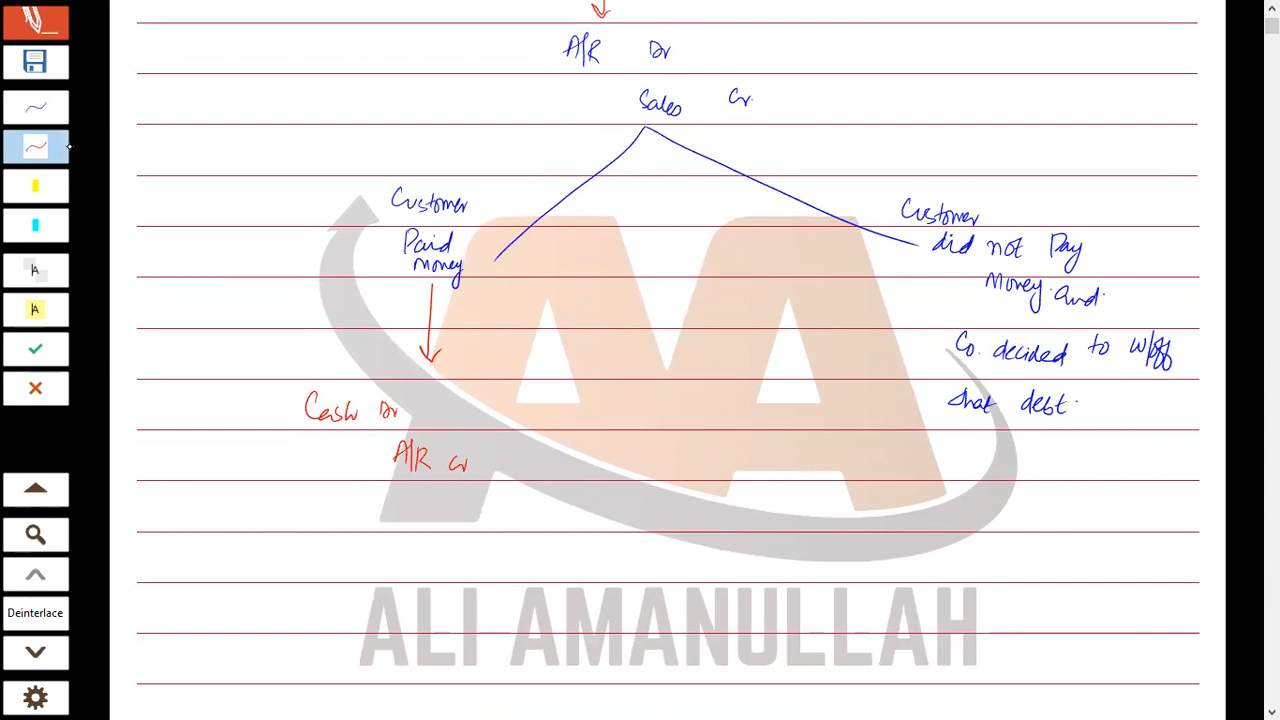 A/R Dr
Sales Cr.
Customer
Paid
Money
Cash Dr
A/R Cr
Customer
did not Pay
Money and
Co. decided to w/off
that debt.
ALI AMANULLAH
Deinterlace
A
A